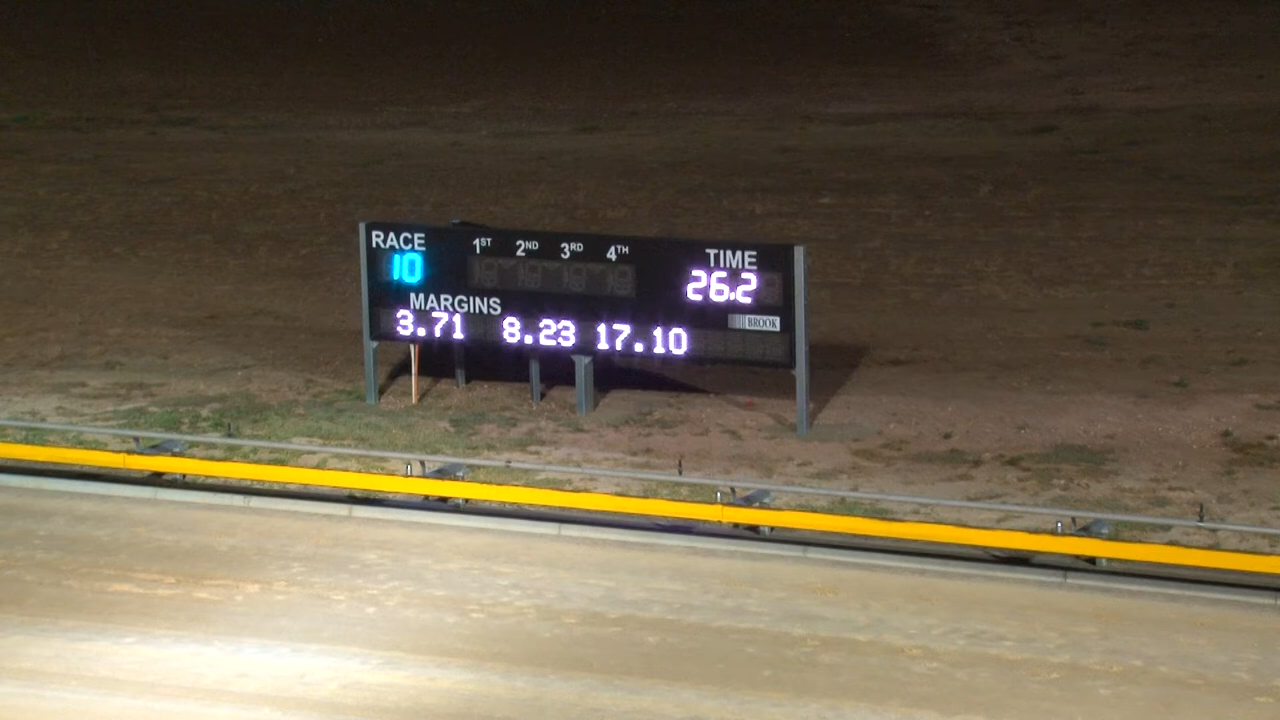 RACE 1ST 2ND 3RD 4TH TIME
10 26.2
MARGINS
3.71 8.23 17.10
BROOK